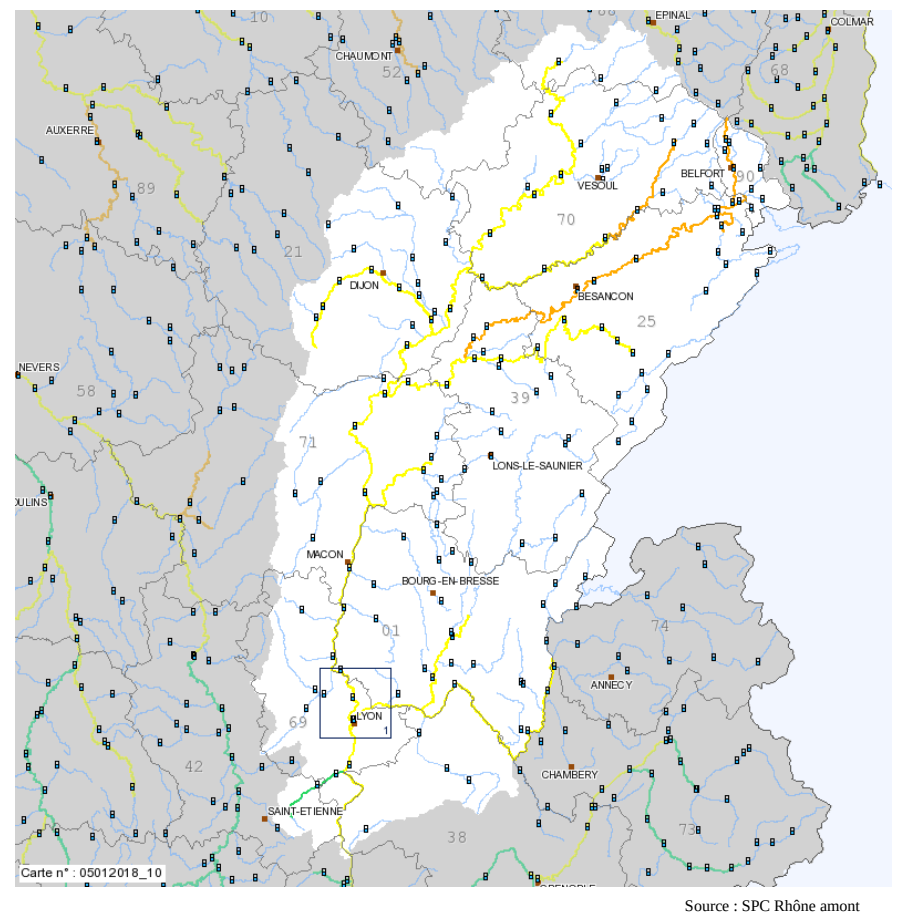 EPINAL
COLMAR
10
CHAUMONT
52
68
AUXERRE
BELFORT
90
VESOUL
89
70
21
DIJON
BESANCON
25
NEVERS
58
39
71
LONS-LE-SAUNIER
OULINS
MACON
BOURG-EN-BRESSE
01
74
ANNECY
69
LYON
1
42
CHAMBERY
SAINT-ETIENNE
38
73
Carte n° : 05012018_10
GRENOBLE
Source : SPC Rhône amont